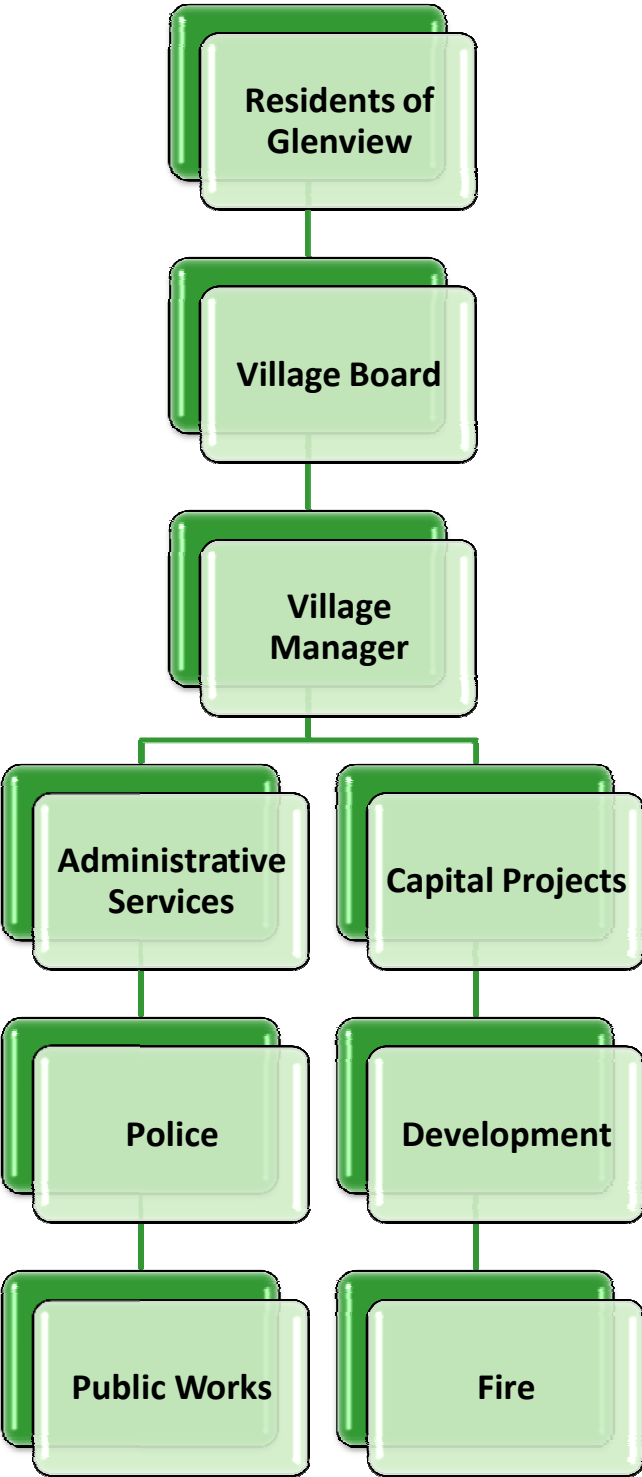 Residents of
Glenview
Village Board
Village
Manager
Administrative
Services
Capital Projects
Police
Development
Public Works
Fire